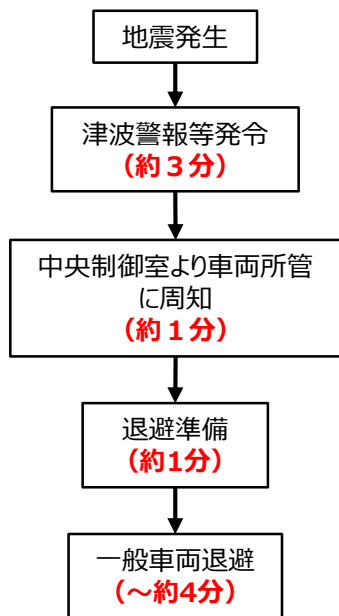 地震発生
津波警報等発令
（約３分）
中央制御室より車両所管
に周知
（約１分）
退避準備
（約1分）
一般車両退避
（～約4分）